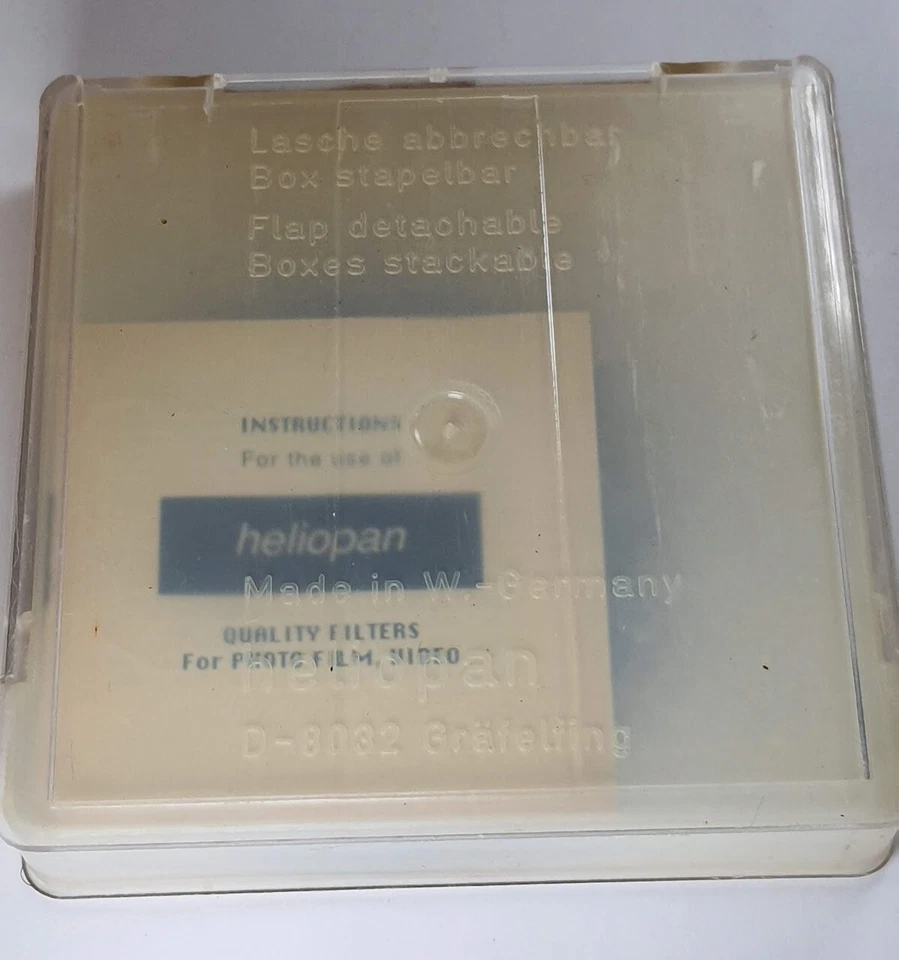 Lasche abbrechbar
Box stapelbar
Flap detachable
Boxes stackable
INSTRUCTIONS
For the use of
heliopan
Made in W.-Germany
QUALITY FILTERS
For PHOTO FILM, VIDEO
heliopan
D-8032 Gräfelfing